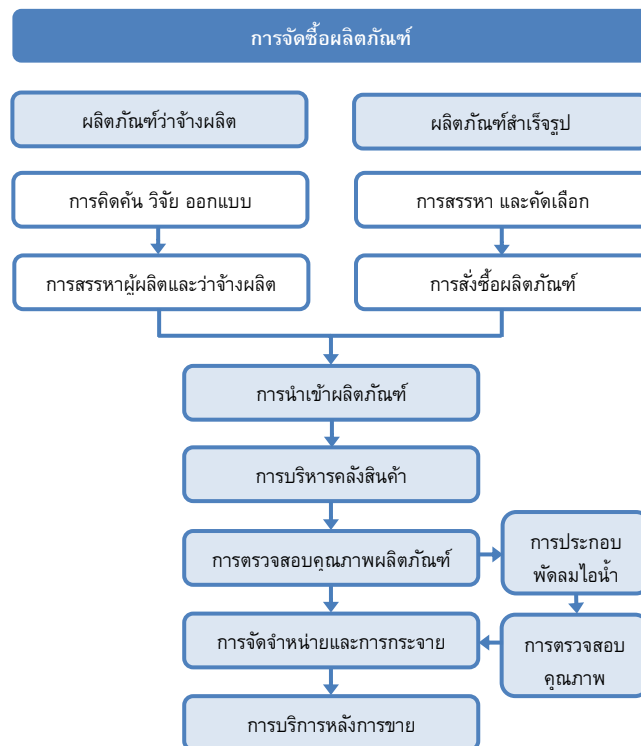 การจัดซื้อผลิตภัณฑ์
ผลิตภัณฑ์ว่าจ้างผลิต
ผลิตภัณฑ์สำเร็จรูป
การคิดค้น วิจัย ออกแบบ
การสรรหา และคัดเลือก
การสรรหาผู้ผลิตและว่าจ้างผลิต
การสั่งซื้อผลิตภัณฑ์
การนำเข้าผลิตภัณฑ์
การบริหารคลังสินค้า
การตรวจสอบคุณภาพผลิตภัณฑ์
การประกอบ
พัดลมไอน้ำ
การจัดจำหน่ายและการกระจาย
การตรวจสอบ
คุณภาพ
การบริการหลังการขาย